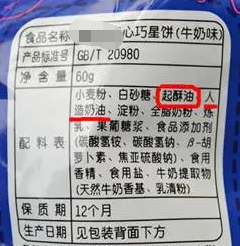 食品名称 心巧星饼(牛奶味)
产品标准号 GB/T 20980
净含量 60g
小麦粉、白砂糖、起酥油、人
造奶油、淀粉、全脂奶粉、炼
乳、果葡糖浆、食品添加剂
配料表 (碳酸氢铵、碳酸氢钠、β-胡
萝卜素、焦亚硫酸钠)、食用
香精、食用盐、牛奶提取物
(天然牛奶香基、乳清粉)
保质期 12个月
生产日期 见包装背面下方